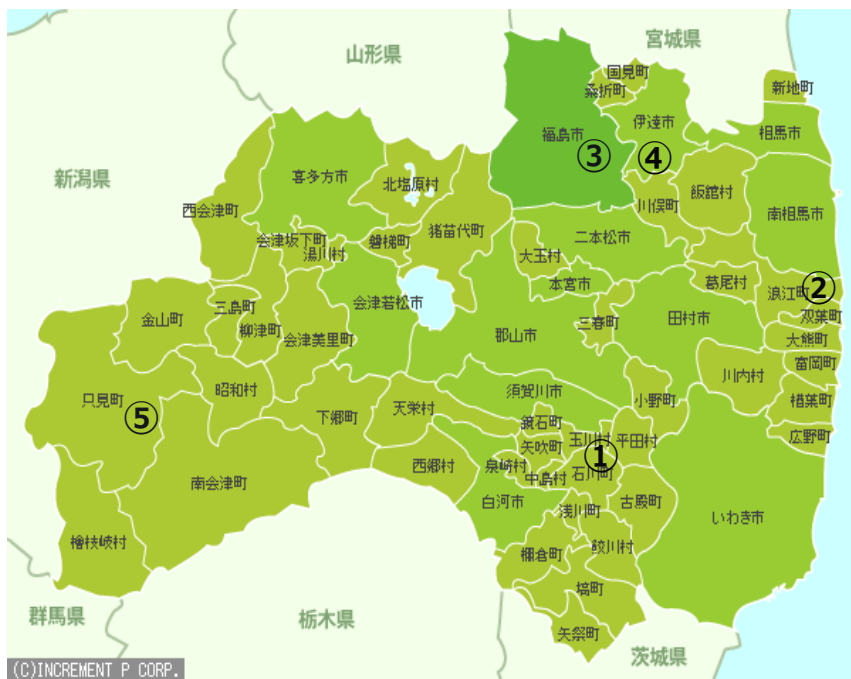 宮城県
山形県
国見町
桑折町
新地町
伊達市
福島市
③
④
相馬市
新潟県
喜多方市
北塩原村
川俣町
飯舘村
西会津町
南相馬市
会津坂下町
湯川村
磐梯町
猪苗代町
二本松市
大玉村
本宮市
葛尾村
浪江町
②
双葉町
三島町
金山町
会津若松市
柳津町
会津美里町
郡山市
三春町
田村市
大熊町
富岡町
川内村
只見町
⑤
昭和村
下郷町
天栄村
須賀川市
小野町
楢葉町
鏡石町
玉川村
平田村
広野町
矢吹町
①
西郷村
泉崎村
中島村
石川町
南会津町
白河市
浅川町
古殿町
いわき市
檜枝岐村
棚倉町
鮫川村
塙町
群馬県
栃木県
矢祭町
茨城県
(C)INCREMENT P CORP.